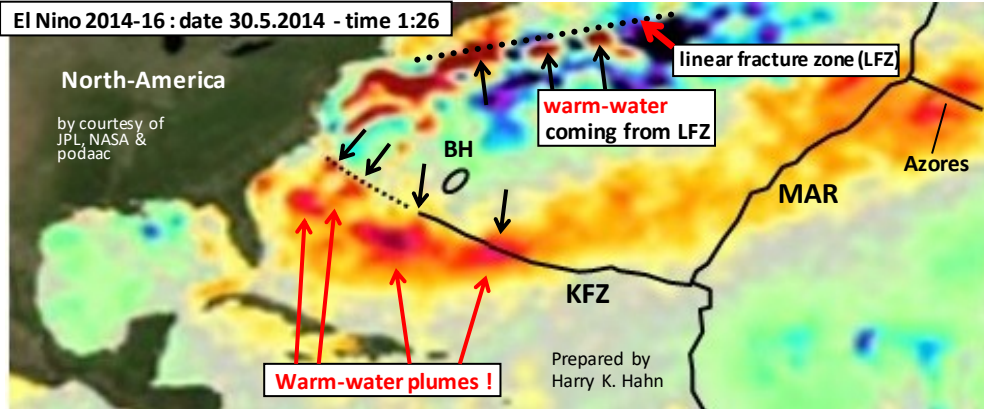 El Nino 2014-16 : date 30.5.2014 - time 1:26
linear fracture zone (LFZ)
North-America
by courtesy of
JPL, NASA &
podaac
warm-water
coming from LFZ
BH
Azores
MAR
KFZ
Warm-water plumes !
Prepared by
Harry K. Hahn